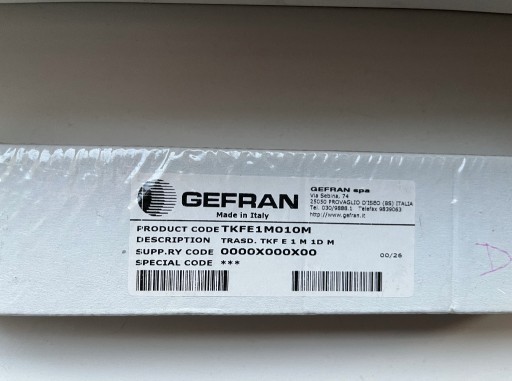 GEFRAN
Made in Italy
GEFRAN spa
Via Sebina, 74
25050 PROVAGLIO D'ISEO (BS) ITALIA
Tel. 030/9888.1 Telefax 9839063
http://www.gefran.it
PRODUCT CODE TKFE1M010M
DESCRIPTION TRASD. TKF E 1 M 1D M
SUPP.RY CODE 0000X000X00
00/28
SPECIAL CODE ***